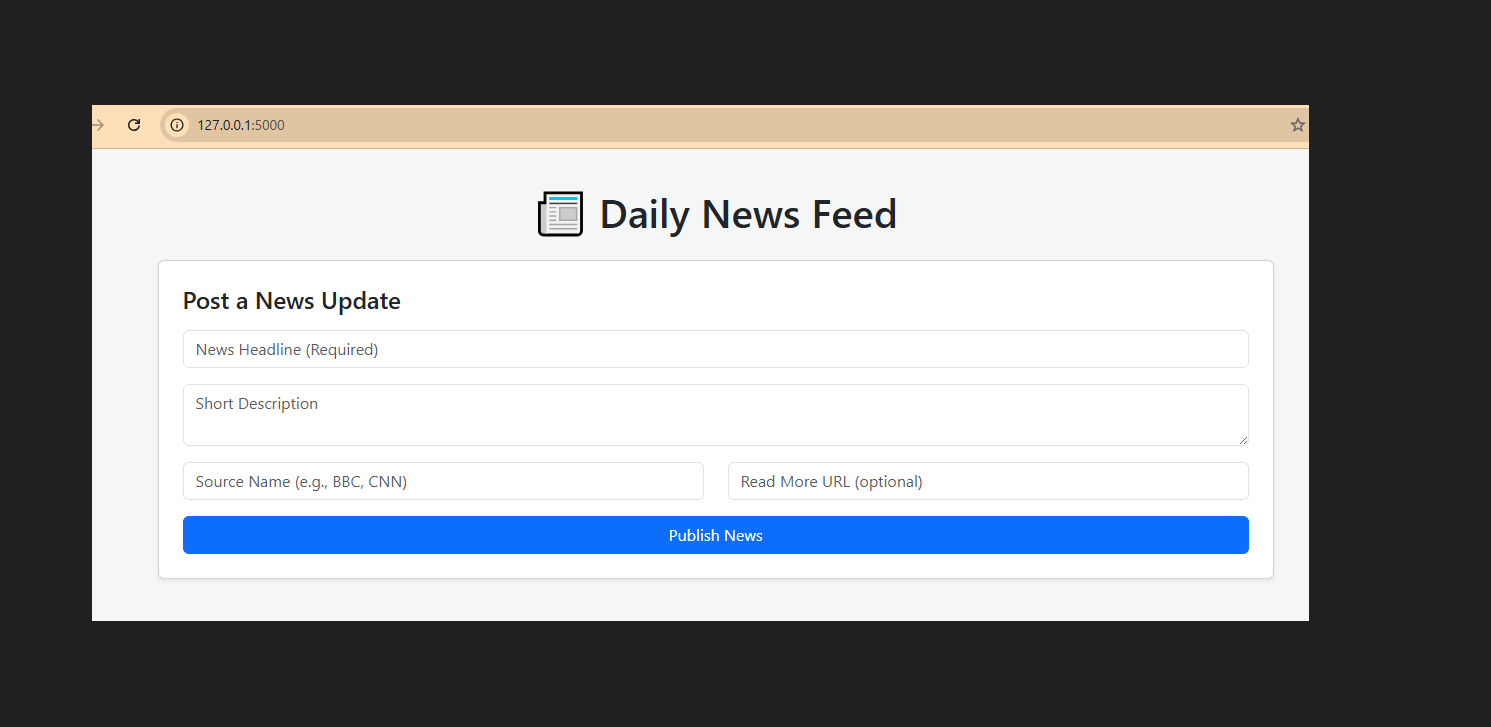 127.0.0.1:5000
Daily News Feed
Post a News Update
News Headline (Required)
Short Description
Source Name (e.g., BBC, CNN)
Read More URL (optional)
Publish News